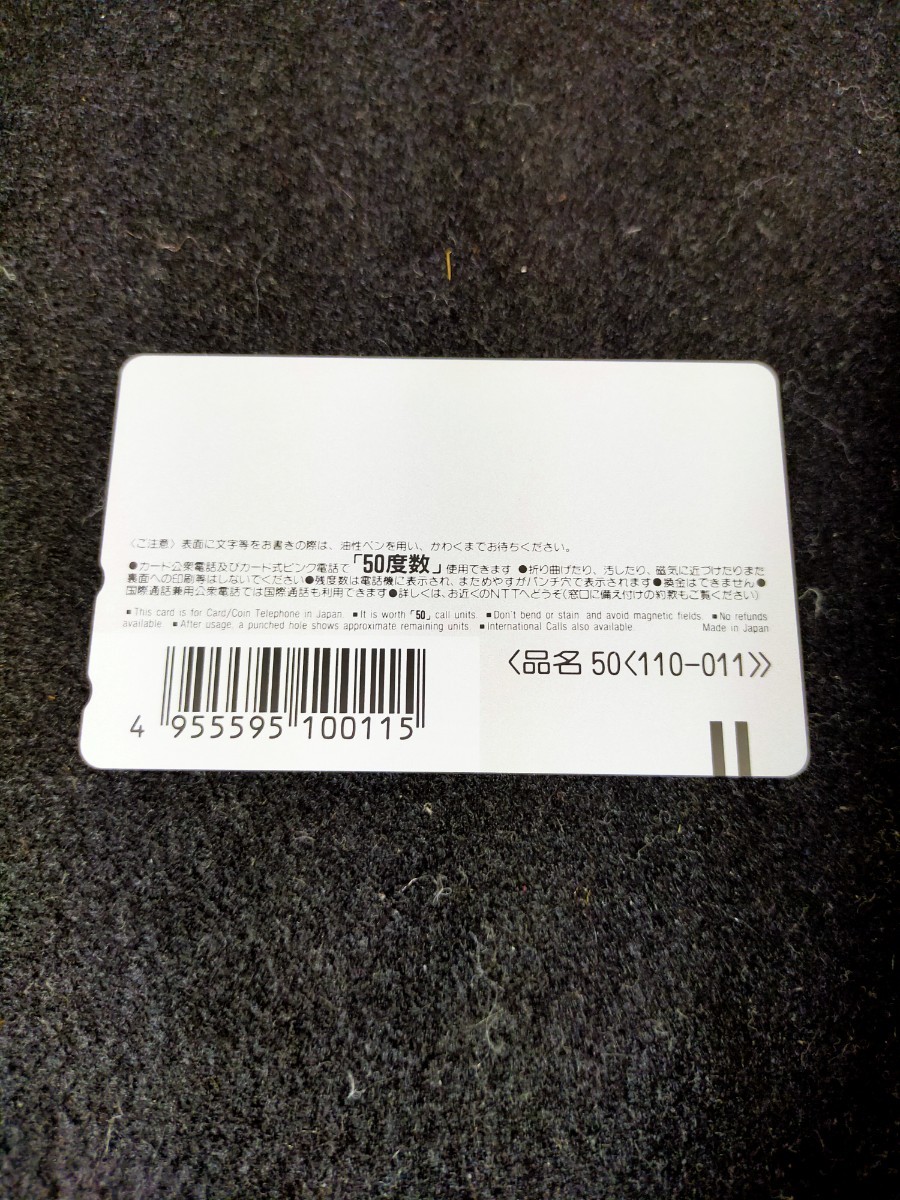 〈ご注意〉表面に文字等をお書きの際は、油性ペンを用い、かわくまでお待ちください。
●カード公衆電話及びカード式ピンク電話で「50度数」使用できます ●折り曲げたり、汚したり、磁気に近づけたりまた
裏面への印刷等はしないでください●残度数は電話機に表示され、まためやすがパンチ穴で表示されます●換金はできません●
国際通話兼用公衆電話では国際通話も利用できます●詳しくは、お近くのNTTへどうぞ(窓口に備え付けの約款もご覧ください)
■This card is for Card/Coin Telephone in Japan. ■It is worth「50」call units. ■Don't bend or stain and avoid magnetic fields. ■No refunds
available. ■After usage, a punched hole shows approximate remaining units. ■International Calls also available. Made in Japan
〈品名 50〈110-011〉〉
4 955595 100115